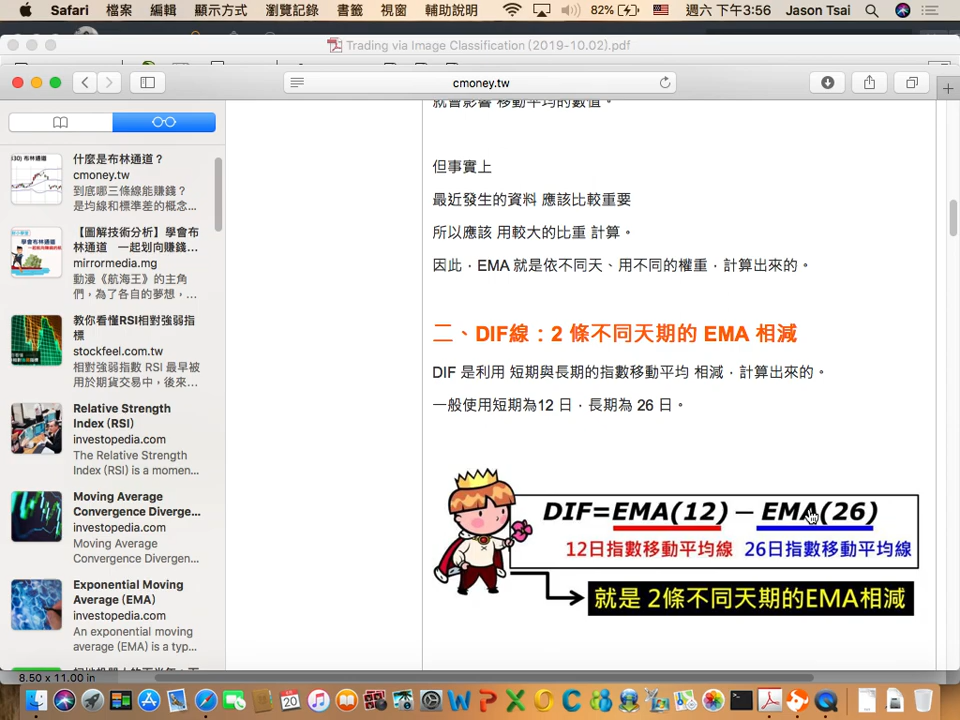 Safari 檔案 編輯 顯示方式 瀏覽記錄 書籤 視窗 輔助說明 82% 週六 下午3:56 Jason Tsai
Trading via Image Classification (2019-10.02).pdf
cmoney.tw
什麼是布林通道？
cmoney.tw
到底哪三條線能賺錢？
是均線和標準差的概念…
【圖解技術分析】學會布
林通道 一起划向賺錢…
mirrormedia.mg
動漫《航海王》的主角
們，為了各自的夢想，…
教你看懂RSI相對強弱指
標
stockfeel.com.tw
相對強弱指數 RSI 最早被
用於期貨交易中，後來…
Relative Strength
Index (RSI)
investopedia.com
The Relative Strength
Index (RSI) is a momen…
Moving Average
Convergence Diverge…
investopedia.com
Moving Average
Convergence Divergen…
Exponential Moving
Average (EMA)
investopedia.com
An exponential moving
average (EMA) is a typ…
就會影響 移動平均的數值。
但事實上
最近發生的資料 應該比較重要
所以應該 用較大的比重 計算。
因此，EMA 就是依不同天、用不同的權重，計算出來的。
二、DIF線：2 條不同天期的 EMA 相減
DIF 是利用 短期與長期的指數移動平均 相減，計算出來的。
一般使用短期為12 日，長期為 26 日。
DIF=EMA(12) － EMA(26)
12日指數移動平均線 26日指數移動平均線
就是 2條不同天期的EMA相減
8.50 x 11.00 in